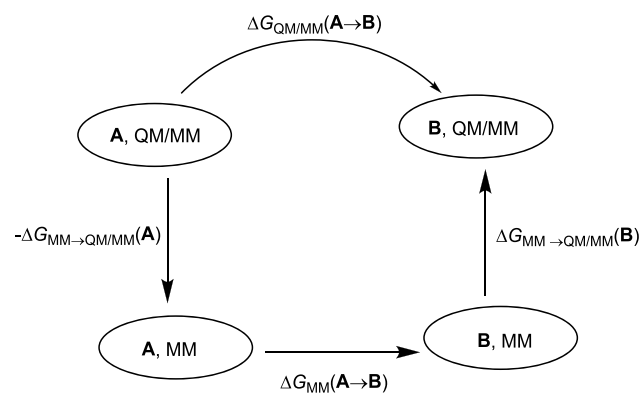 ΔG_QM/MM(A→B)
A, QM/MM
B, QM/MM
-ΔG_MM→QM/MM(A)
ΔG_MM→QM/MM(B)
A, MM
B, MM
ΔG_MM(A→B)